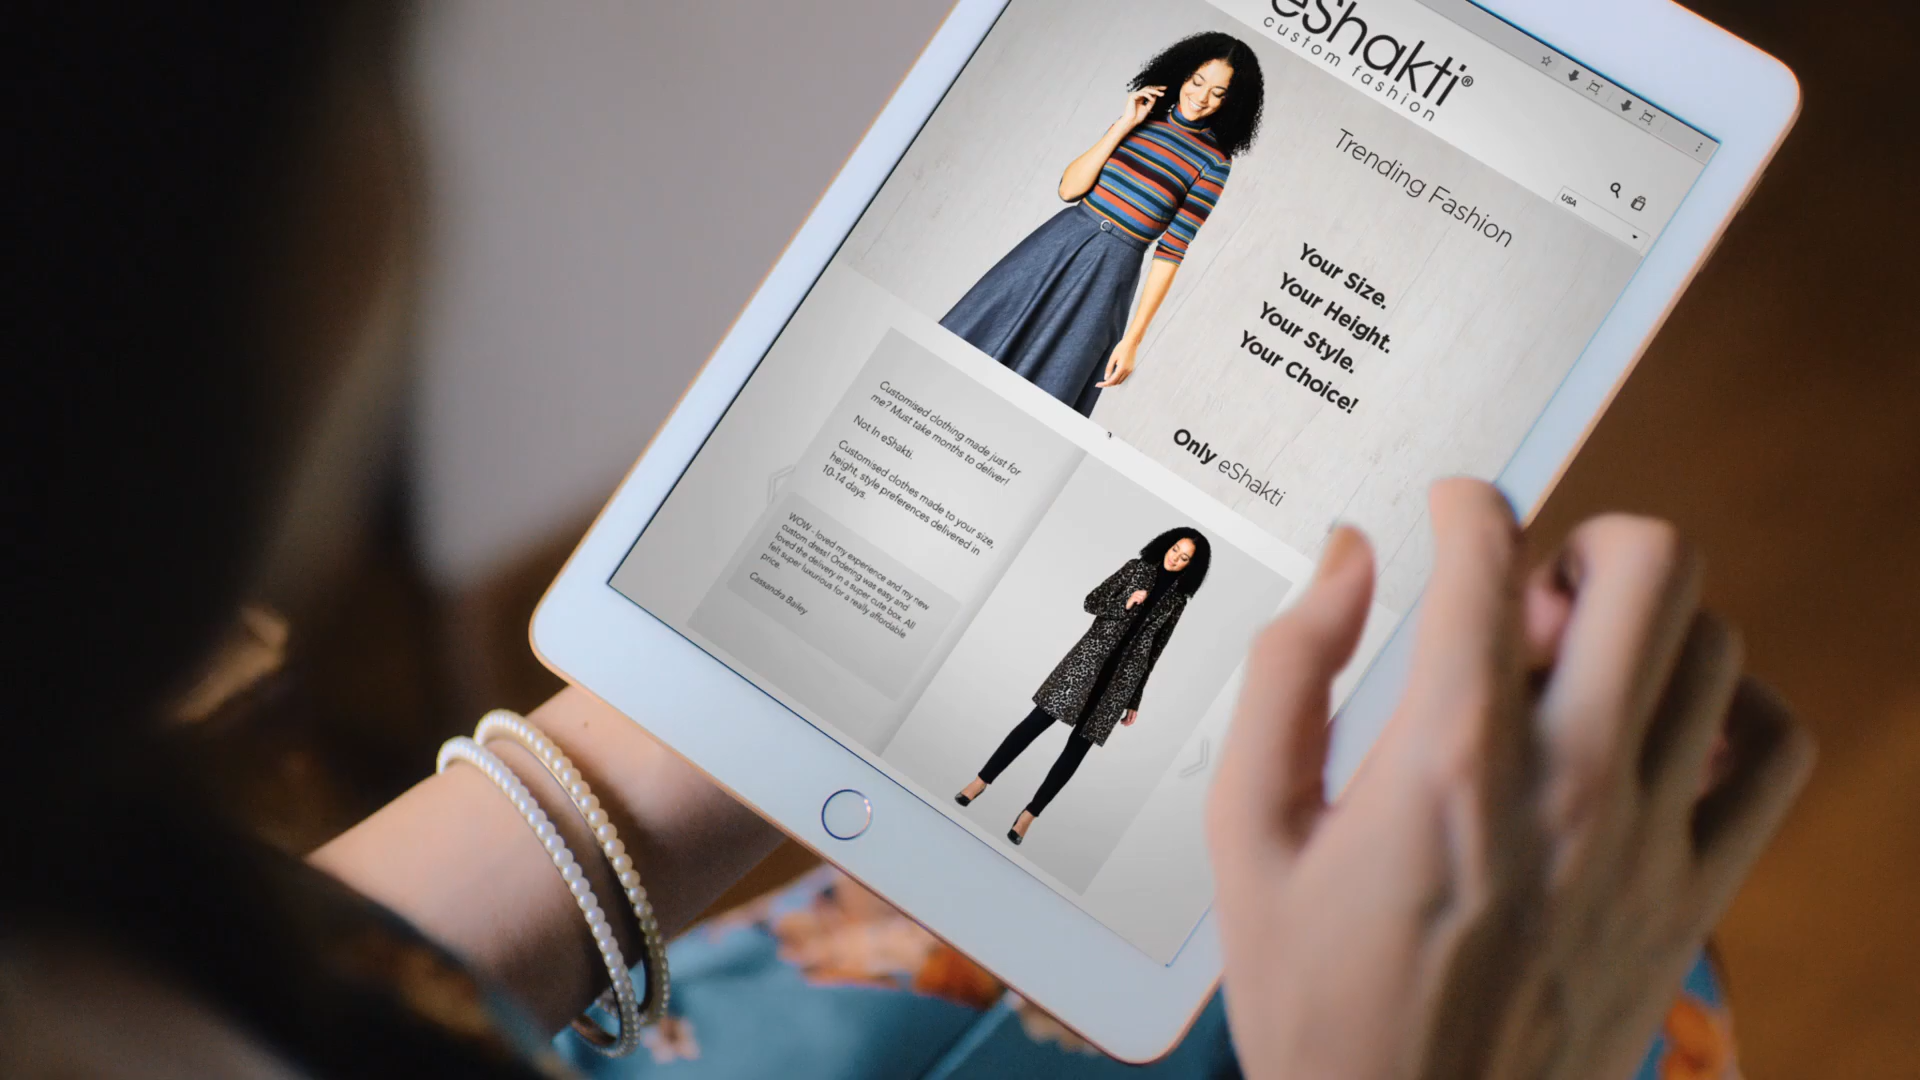 eShakti®
custom fashion
USA
Trending Fashion
Your Size.
Your Height.
Your Style.
Your Choice!
Only eShakti
Customised clothing made just for
me? Must take months to deliver!
Not In eShakti.
Customised clothes made to your size,
height, style preferences delivered in
10-14 days.
WOW - loved my experience and my new
custom dress! Ordering was easy and
loved the delivery in a super cute box. All
felt super luxurious for a really affordable
price.
Cassandra Bailey